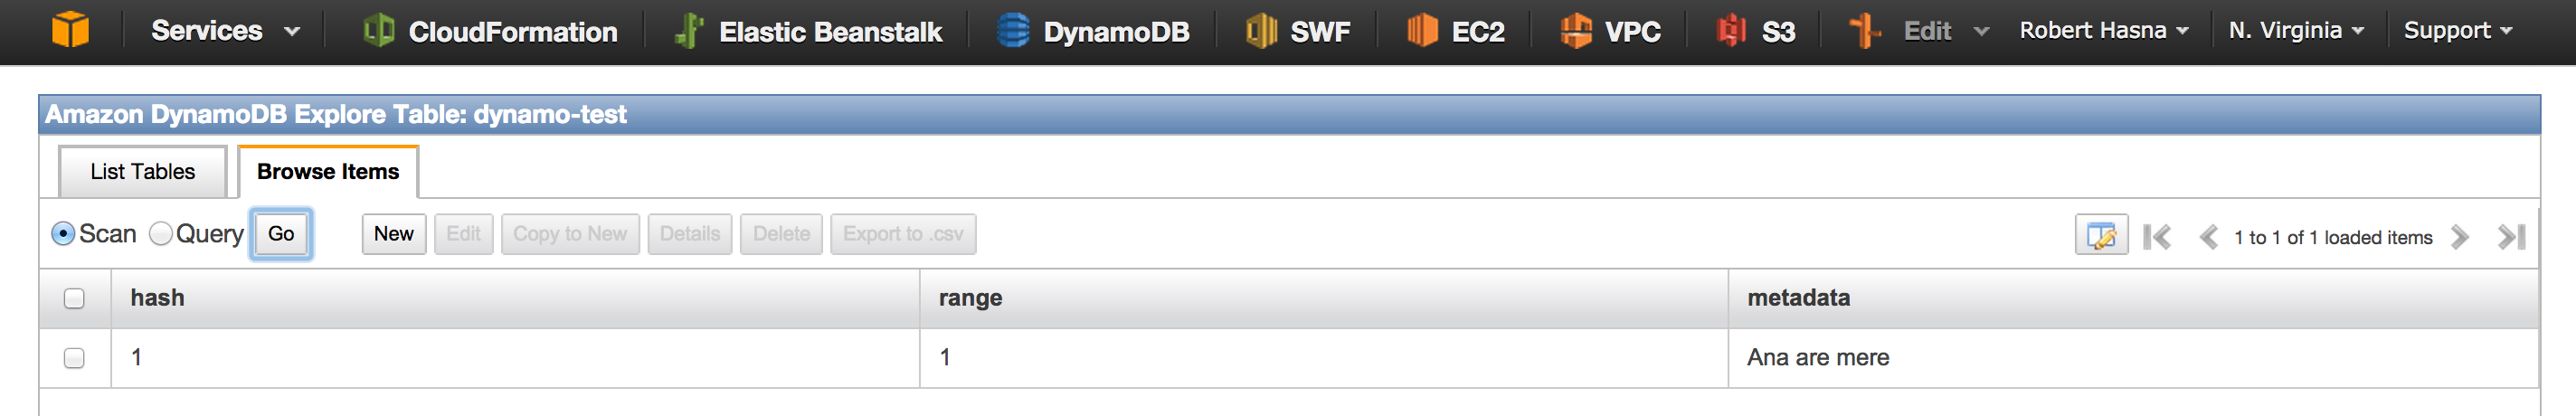 Services CloudFormation Elastic Beanstalk DynamoDB SWF EC2 VPC S3 Edit Robert Hasna N. Virginia Support
Amazon DynamoDB Explore Table: dynamo-test
List Tables Browse Items
Scan Query Go New Edit Copy to New Details Delete Export to .csv 1 to 1 of 1 loaded items
hash range metadata
1 1 Ana are mere